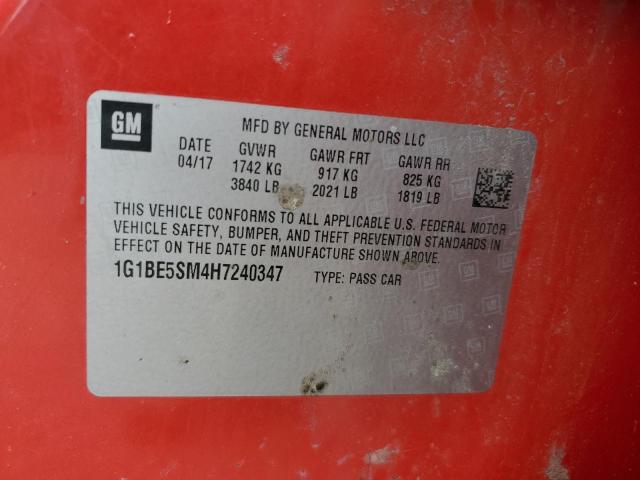 GM
MFD BY GENERAL MOTORS LLC
DATE GVWR GAWR FRT GAWR RR
04/17 1742 KG 917 KG 825 KG
3840 LB 2021 LB 1819 LB
THIS VEHICLE CONFORMS TO ALL APPLICABLE U.S. FEDERAL MOTOR
VEHICLE SAFETY, BUMPER, AND THEFT PREVENTION STANDARDS IN
EFFECT ON THE DATE OF MANUFACTURE SHOWN ABOVE.
1G1BE5SM4H7240347 TYPE: PASS CAR